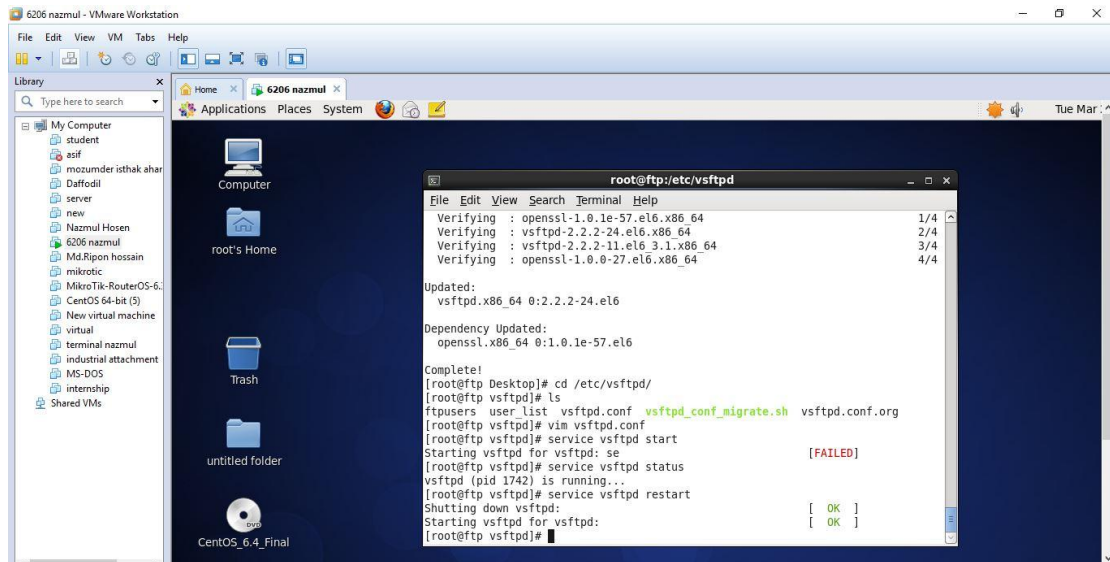 6206 nazmul - VMware Workstation
File Edit View VM Tabs Help
Library
Type here to search
My Computer
student
asif
mozumder isthak ahar
Daffodil
server
new
Nazmul Hosen
6206 nazmul
Md.Ripon hossain
mikrotic
MikroTik-RouterOS-6.
CentOS 64-bit (5)
New virtual machine
virtual
terminal nazmul
industrial attachment
MS-DOS
internship
Shared VMs
Home
6206 nazmul
Applications Places System
Tue Mar
Computer
root's Home
Trash
untitled folder
DVD
CentOS_6.4_Final
root@ftp:/etc/vsftpd
File Edit View Search Terminal Help
Verifying : openssl-1.0.1e-57.el6.x86_64 1/4
Verifying : vsftpd-2.2.2-24.el6.x86_64 2/4
Verifying : vsftpd-2.2.2-11.el6_3.1.x86_64 3/4
Verifying : openssl-1.0.0-27.el6.x86_64 4/4
Updated:
vsftpd.x86_64 0:2.2.2-24.el6
Dependency Updated:
openssl.x86_64 0:1.0.1e-57.el6
Complete!
[root@ftp Desktop]# cd /etc/vsftpd/
[root@ftp vsftpd]# ls
ftpusers user_list vsftpd.conf vsftpd_conf_migrate.sh vsftpd.conf.org
[root@ftp vsftpd]# vim vsftpd.conf
[root@ftp vsftpd]# service vsftpd start
Starting vsftpd for vsftpd: se [FAILED]
[root@ftp vsftpd]# service vsftpd status
vsftpd (pid 1742) is running...
[root@ftp vsftpd]# service vsftpd restart
Shutting down vsftpd: [ OK ]
Starting vsftpd for vsftpd: [ OK ]
[root@ftp vsftpd]#